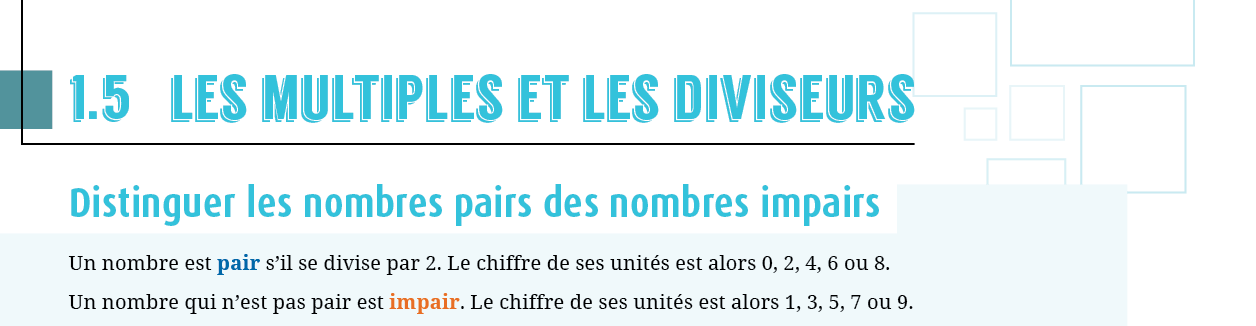 1.5 LES MULTIPLES ET LES DIVISEURS
Distinguer les nombres pairs des nombres impairs
Un nombre est pair s’il se divise par 2. Le chiffre de ses unités est alors 0, 2, 4, 6 ou 8.
Un nombre qui n’est pas pair est impair. Le chiffre de ses unités est alors 1, 3, 5, 7 ou 9.